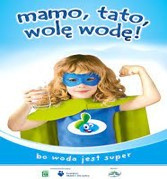 mamo, tato,
wolę wodę!
bo woda jest super